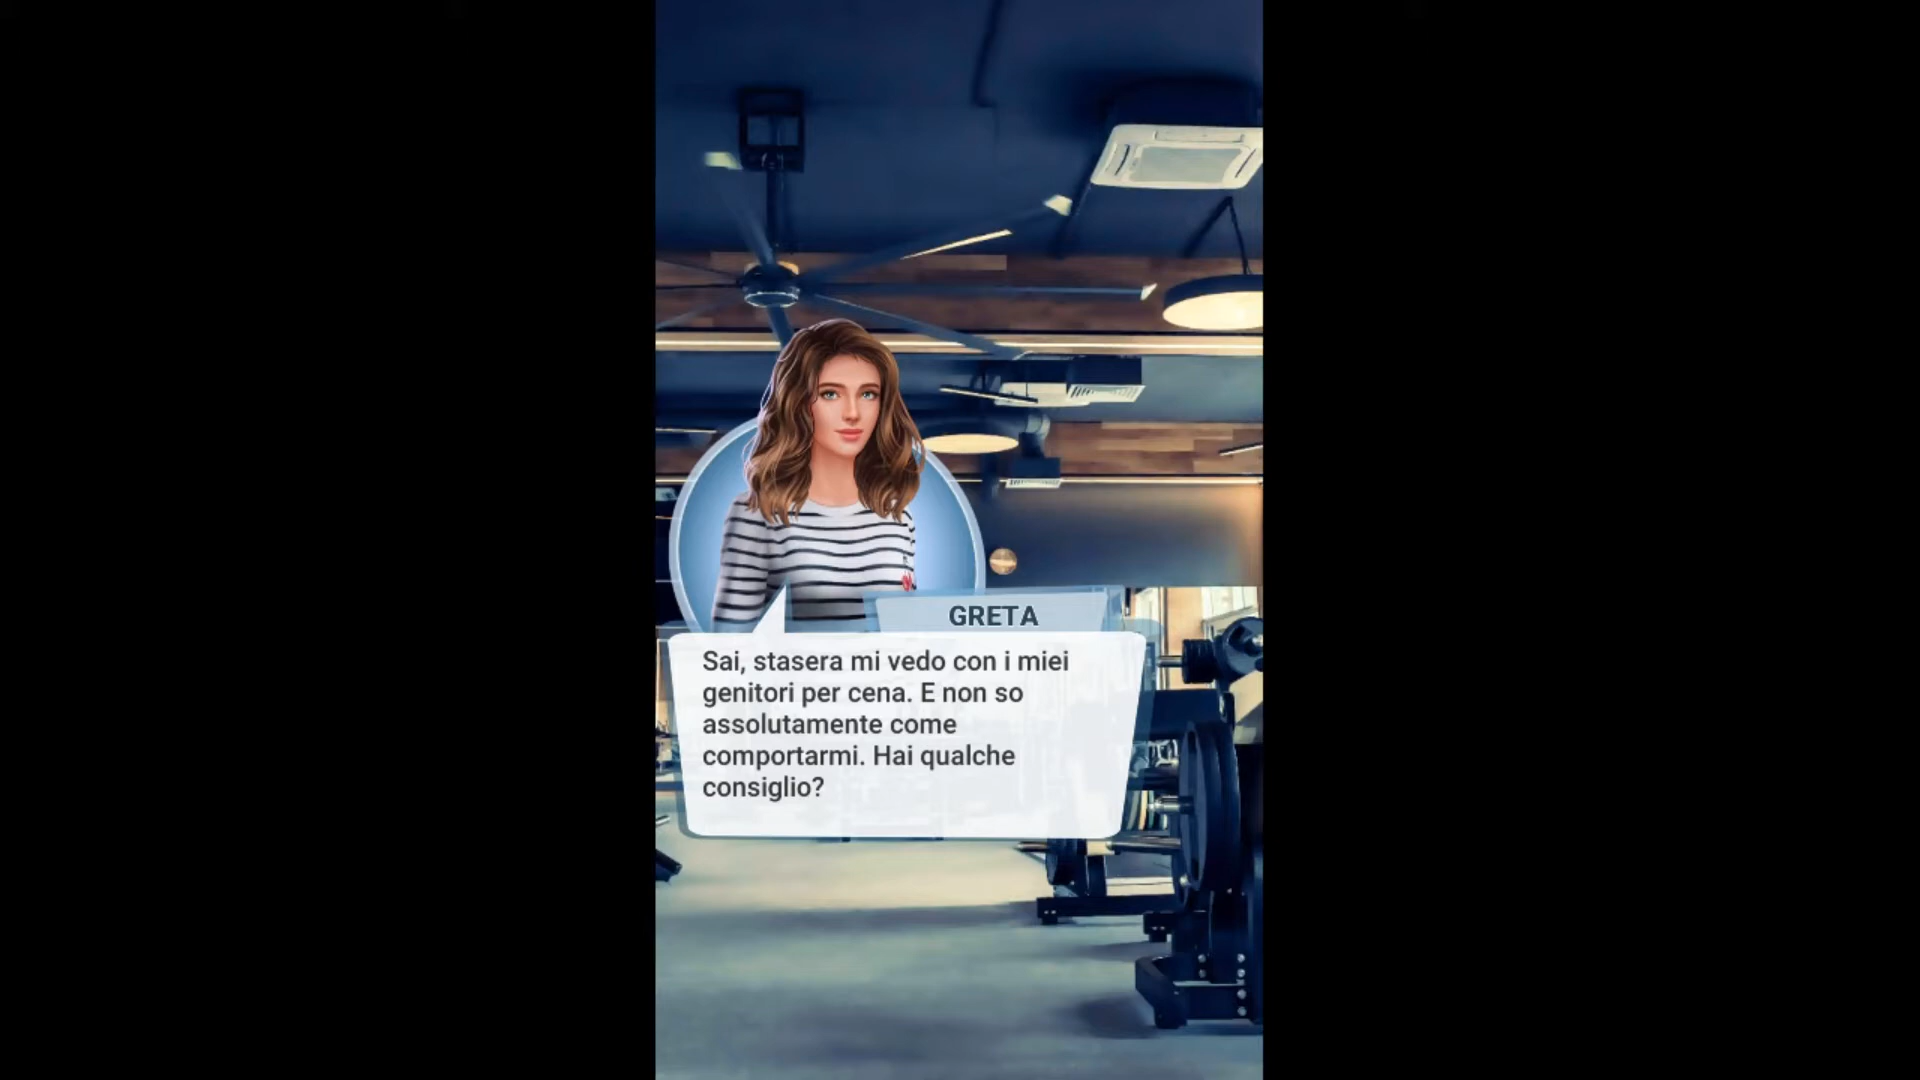 GRETA
Sai, stasera mi vedo con i miei
genitori per cena. E non so
assolutamente come
comportarmi. Hai qualche
consiglio?